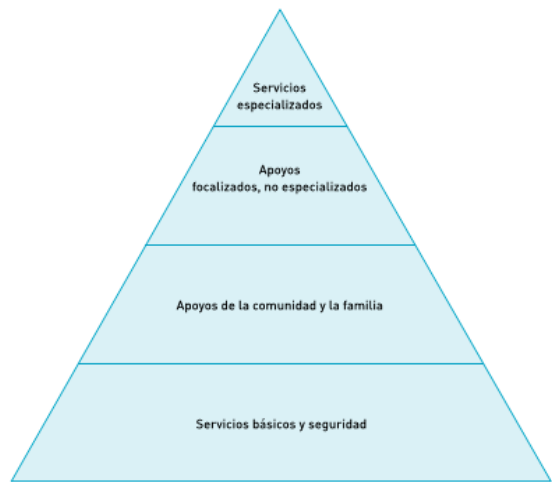 Servicios
especializados
Apoyos
focalizados, no especializados
Apoyos de la comunidad y la familia
Servicios básicos y seguridad